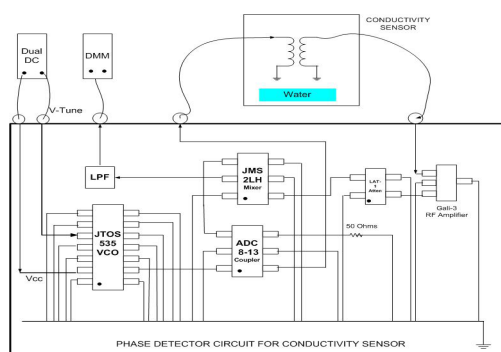 CONDUCTIVITY
SENSOR
Dual
DC
DMM
V-Tune
Water
LPF
JMS
2LH
Mixer
LAT-
1
Atten
Gali-3
RF Amplifier
JTOS
535
VCO
ADC
8-13
Coupler
50 Ohms
Vcc
PHASE DETECTOR CIRCUIT FOR CONDUCTIVITY SENSOR